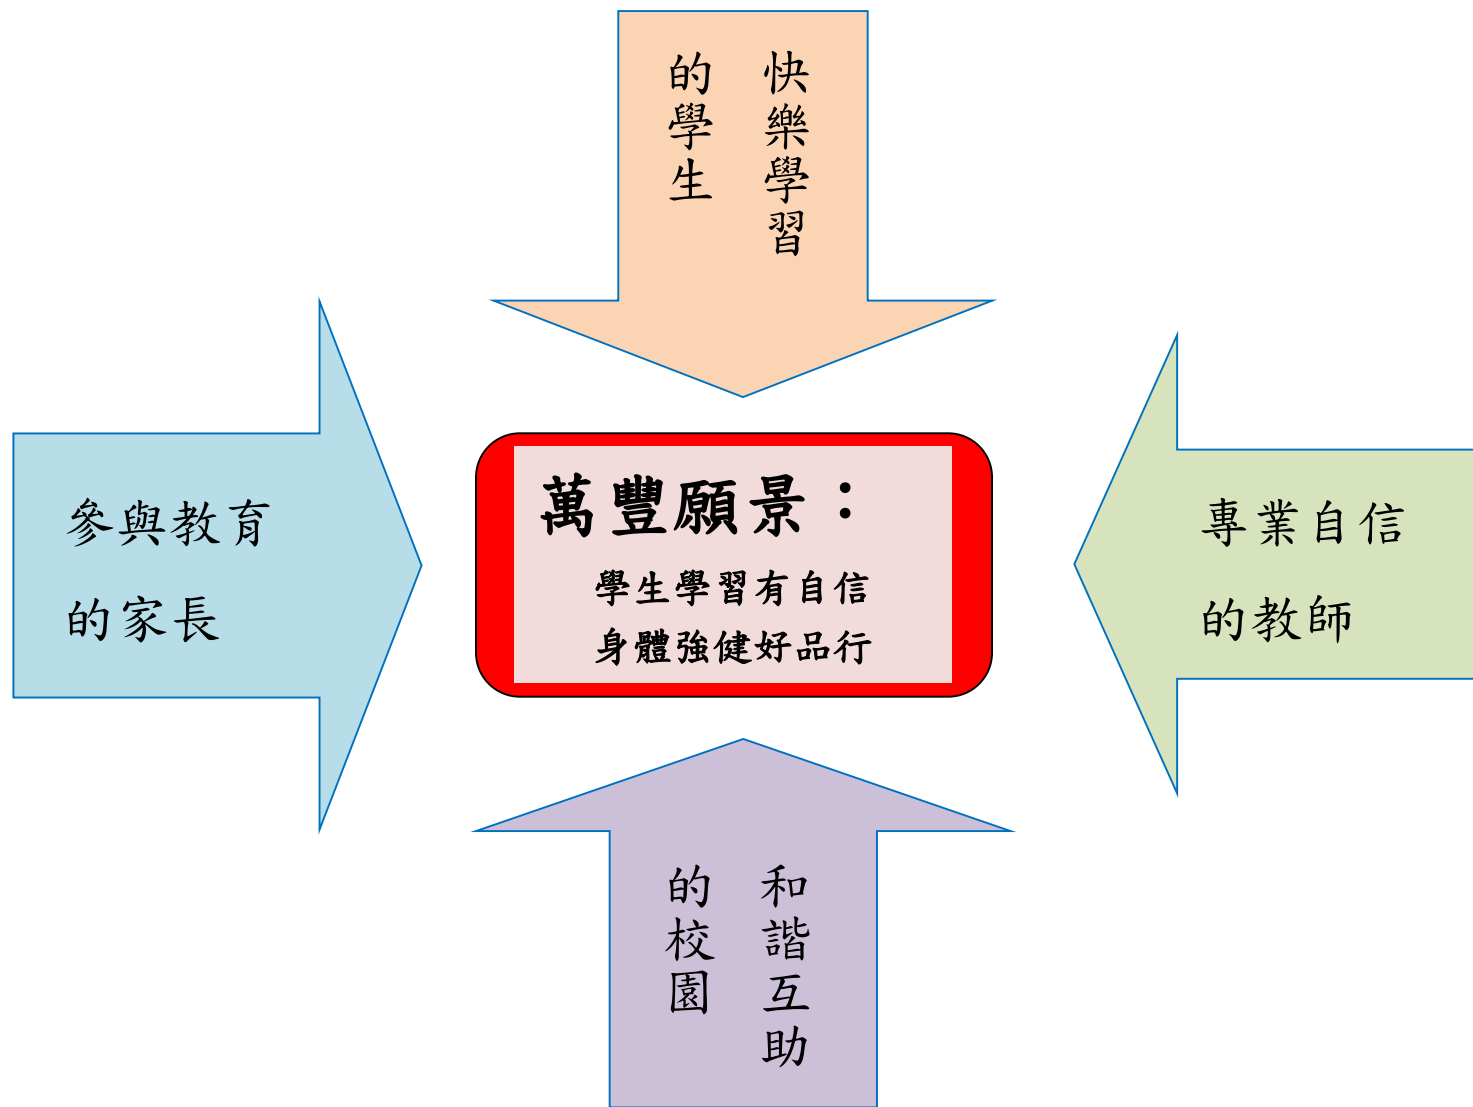 快樂學習
的學生
參與教育
的家長
萬豐願景：
學生學習有自信
身體強健好品行
專業自信
的教師
和諧互助
的校園